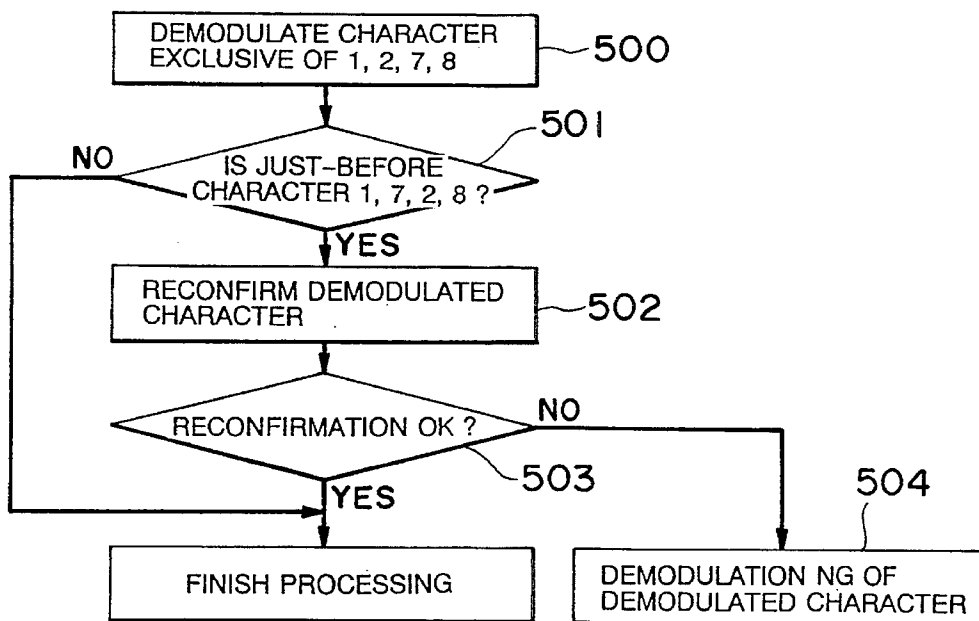 DEMODULATE CHARACTER
EXCLUSIVE OF 1, 2, 7, 8
500
501
NO
IS JUST-BEFORE
CHARACTER 1, 7, 2, 8 ?
YES
RECONFIRM DEMODULATED
CHARACTER
502
RECONFIRMATION OK ?
NO
503
YES
504
FINISH PROCESSING
DEMODULATION NG OF
DEMODULATED CHARACTER